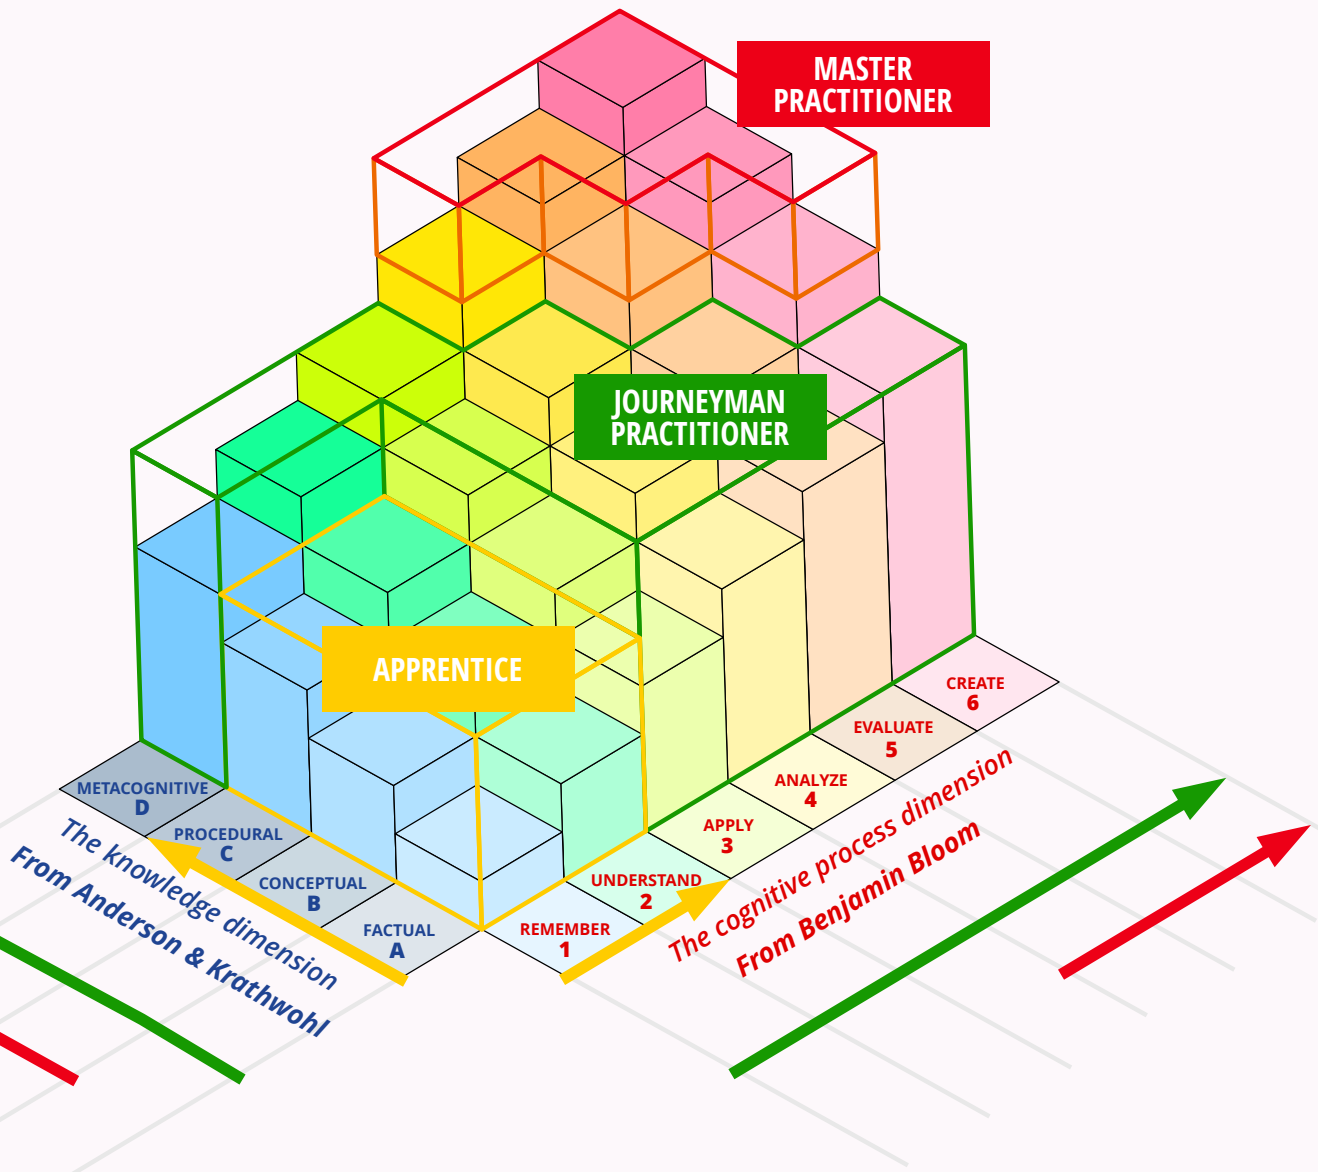 MASTER
PRACTITIONER
JOURNEYMAN
PRACTITIONER
APPRENTICE
METACOGNITIVE
D
PROCEDURAL
C
CONCEPTUAL
B
FACTUAL
A
REMEMBER
1
UNDERSTAND
2
APPLY
3
ANALYZE
4
EVALUATE
5
CREATE
6
The knowledge dimension
From Anderson & Krathwohl
The cognitive process dimension
From Benjamin Bloom